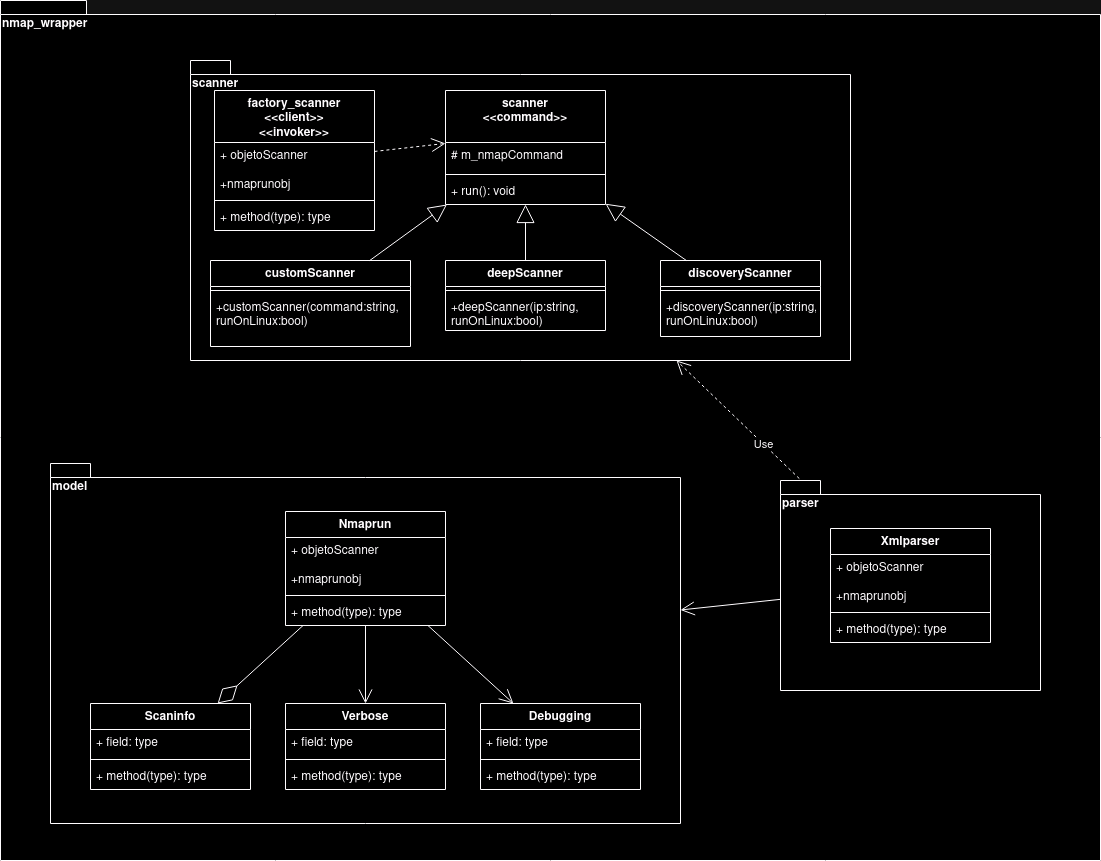 nmap_wrapper
scanner
factory_scanner
<<client>>
<<invoker>>
+ objetoScanner
+nmaprunobj
+ method(type): type
scanner
<<command>>
# m_nmapCommand
+ run(): void
customScanner
+customScanner(command:string,
runOnLinux:bool)
deepScanner
+deepScanner(ip:string,
runOnLinux:bool)
discoveryScanner
+discoveryScanner(ip:string,
runOnLinux:bool)
Use
model
Nmaprun
+ objetoScanner
+nmaprunobj
+ method(type): type
Scaninfo
+ field: type
+ method(type): type
Verbose
+ field: type
+ method(type): type
Debugging
+ field: type
+ method(type): type
parser
Xmlparser
+ objetoScanner
+nmaprunobj
+ method(type): type